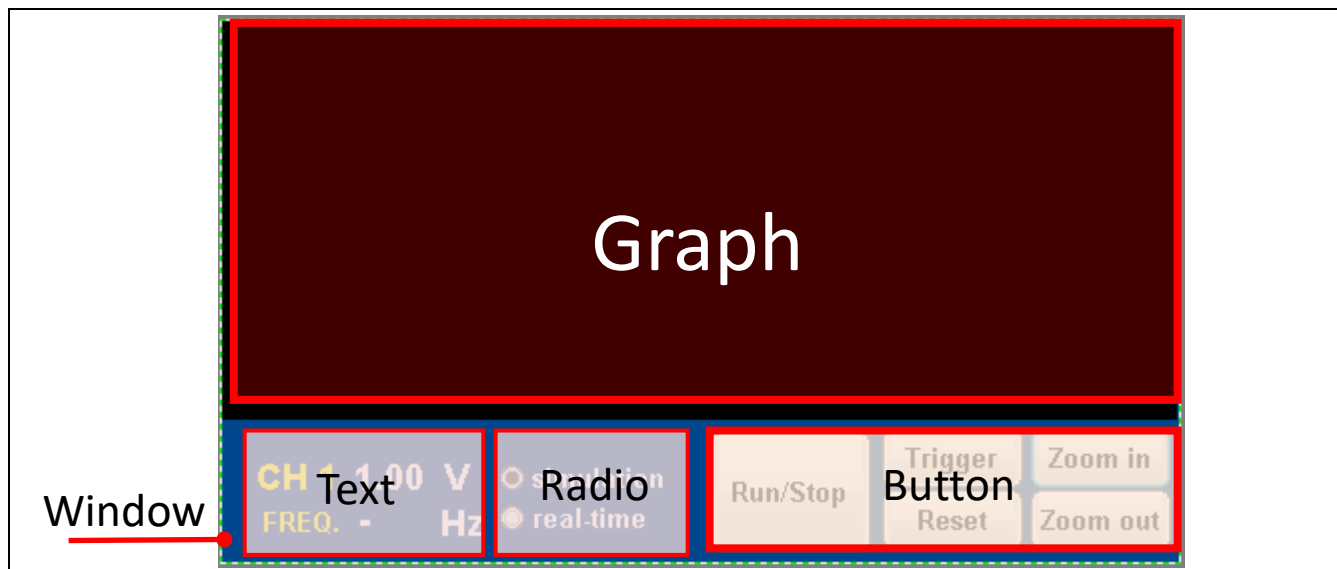 Graph
CH 1 1.00 V
FREQ. - Hz
Text
simulation
real-time
Radio
Run/Stop
Trigger
Reset
Button
Zoom in
Zoom out
Window